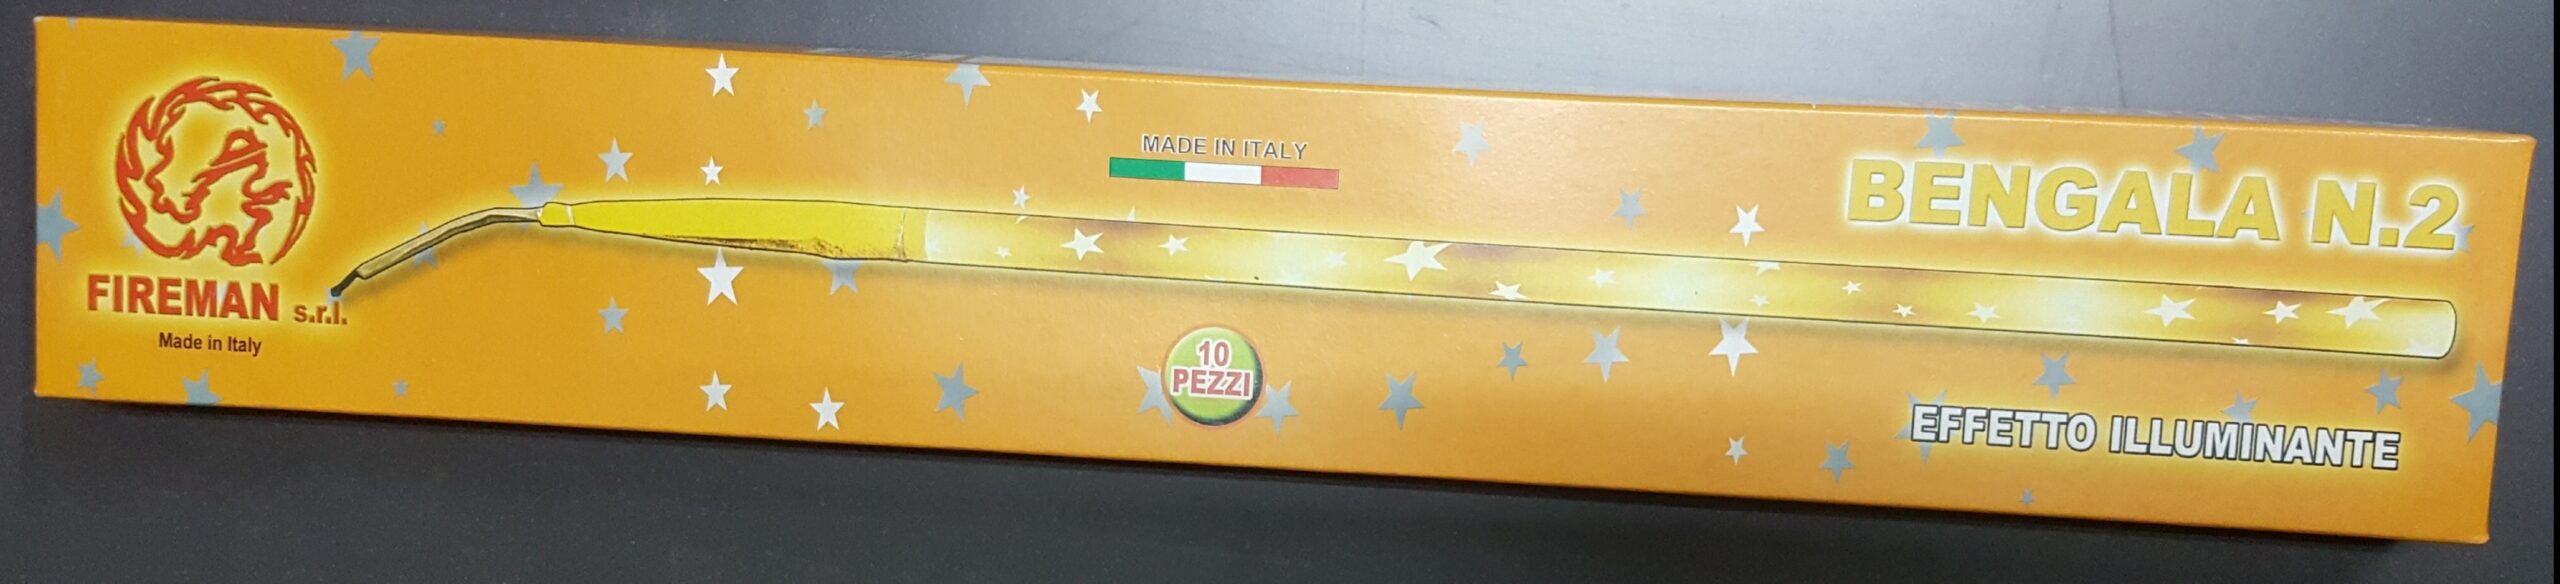 FIREMAN s.r.l.
Made in Italy
MADE IN ITALY
10
PEZZI
BENGALA N.2
EFFETTO ILLUMINANTE